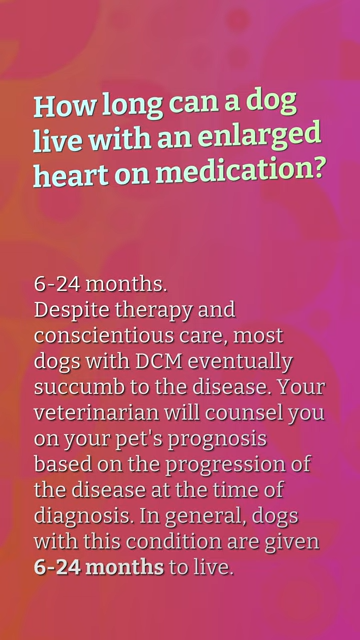 How long can a dog
live with an enlarged
heart on medication?
6-24 months.
Despite therapy and
conscientious care, most
dogs with DCM eventually
succumb to the disease. Your
veterinarian will counsel you
on your pet's prognosis
based on the progression of
the disease at the time of
diagnosis. In general, dogs
with this condition are given
6-24 months to live.